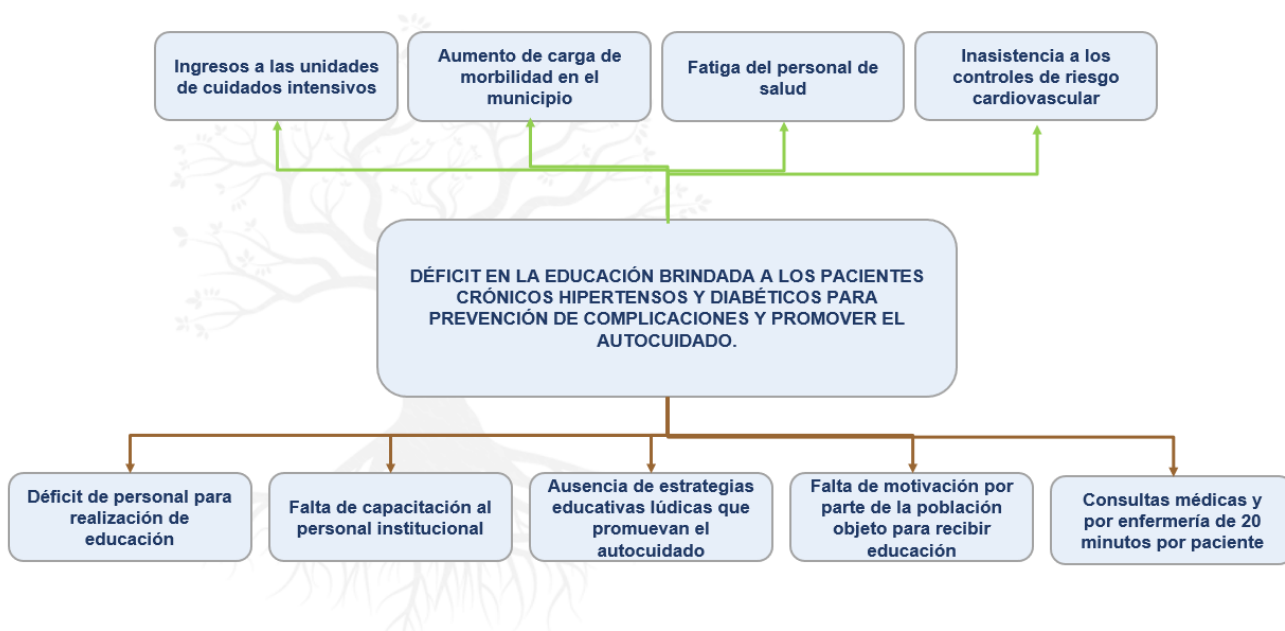 Ingresos a las unidades
de cuidados intensivos
Aumento de carga de
morbilidad en el
municipio
Fatiga del personal de
salud
Inasistencia a los
controles de riesgo
cardiovascular
DÉFICIT EN LA EDUCACIÓN BRINDADA A LOS PACIENTES
CRÓNICOS HIPERTENSOS Y DIABÉTICOS PARA
PREVENCIÓN DE COMPLICACIONES Y PROMOVER EL
AUTOCUIDADO.
Déficit de personal para
realización de
educación
Falta de capacitación al
personal institucional
Ausencia de estrategias
educativas lúdicas que
promuevan el
autocuidado
Falta de motivación por
parte de la población
objeto para recibir
educación
Consultas médicas y
por enfermería de 20
minutos por paciente